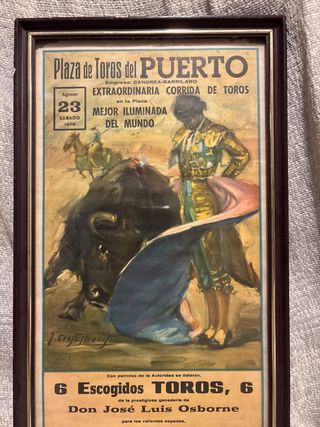 Plaza de Toros del PUERTO
Empresa: CANOREA-BARRILARO
Agosto
23
SABADO
EXTRAORDINARIA CORRIDA DE TOROS
en la Plaza
MEJOR ILUMINADA
DEL MUNDO
Con permiso de la Autoridad se lidiarán,
6 Escogidos TOROS, 6
de la prestigiosa ganadería de
Don José Luis Osborne
para los valientes espadas.